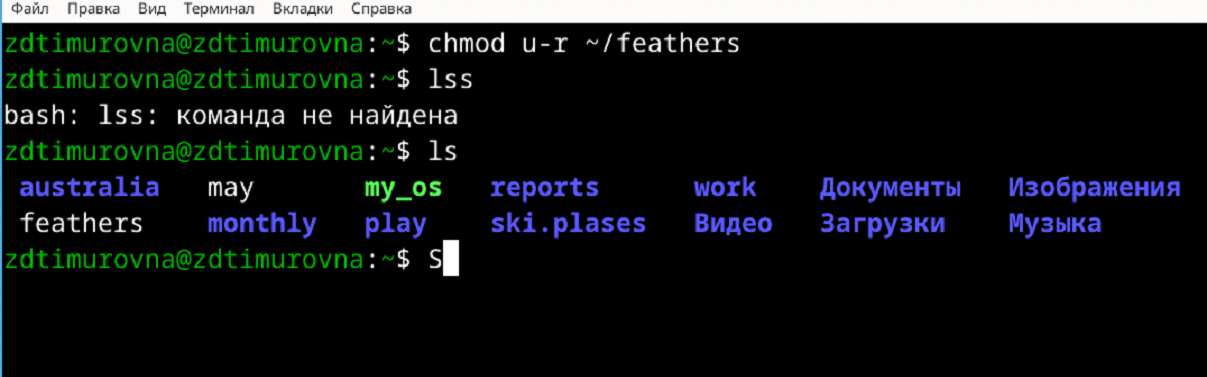 Файл Правка Вид Терминал Вкладки Справка
zdtimurovna@zdtimurovna:~$ chmod u-r ~/feathers
zdtimurovna@zdtimurovna:~$ lss
bash: lss: команда не найдена
zdtimurovna@zdtimurovna:~$ ls
australia may my_os reports work Документы Изображения
feathers monthly play ski.plases Видео Загрузки Музыка
zdtimurovna@zdtimurovna:~$ S